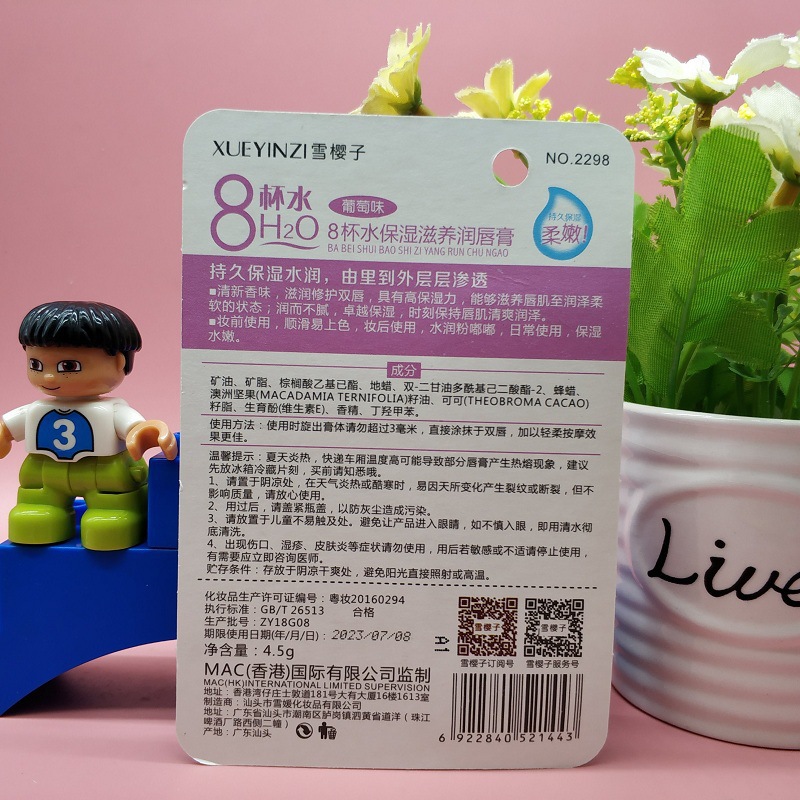 XUEYINZI雪樱子
NO.2298
8杯水
H2O
葡萄味
8杯水保湿滋养润唇膏
BA BEI SHUI BAO SHI ZI YANG RUN CHU NGAO
持久保湿
柔嫩!
持久保湿水润，由里到外层层渗透
■清新香味，滋润修护双唇，具有高保湿力，能够滋养唇肌至润泽柔
软的状态；润而不腻，卓越保湿，时刻保持唇肌清爽润泽。
■妆前使用，顺滑易上色，妆后使用，水润粉嘟嘟，日常使用，保湿
水嫩。
成分
矿油、矿脂、棕榈酸乙基已酯、地蜡、双-二甘油多酰基己二酸酯-2、蜂蜡、
澳洲坚果(MACADAMIA TERNIFOLIA)籽油、可可(THEOBROMA CACAO)
籽脂、生育酚(维生素E)、香精、丁羟甲苯。
使用方法：使用时旋出膏体请勿超过3毫米，直接涂抹于双唇，加以轻柔按摩效
果更佳。
温馨提示：夏天炎热，快递车厢温度高可能导致部分唇膏产生热熔现象，建议
先放冰箱冷藏片刻，买前请知悉哦。
1、请置于阴凉处，在天气炎热或酷寒时，易因天所变化产生裂纹或断裂，但不
影响质量，请放心使用。
2、用过后，请盖紧瓶盖，以防灰尘造成污染。
3、请放置于儿童不易触及处。避免让产品进入眼睛，如不慎入眼，即用清水彻
底清洗。
4、出现伤口、湿疹、皮肤炎等症状请勿使用，用后若敏感或不适请停止使用，
有需要应立即咨询医师。
贮存条件：存放于阴凉干爽处，避免阳光直接照射或高温。
化妆品生产许可证编号：粤妆20160294
执行标准：GB/T 26513 合格
生产批号：ZY18G08
期限使用日期(年/月/日)：2023/07/08
A1
净含量：4.5g
雪樱子
雪樱子
雪樱子订阅号
雪樱子服务号
MAC(香港)国际有限公司监制
MAC(HK)INTERNATIONAL LIMITED SUPERVISION
地址：香港湾仔庄士敦道181号大有大厦16楼1613室
制造商：汕头市雪媛化妆品有限公司
地址：广东省汕头市潮南区胪岗镇泗黄省道洋（珠江
啤酒厂路西侧二幢）
产地：广东汕头
6 922840 521443
3
Live